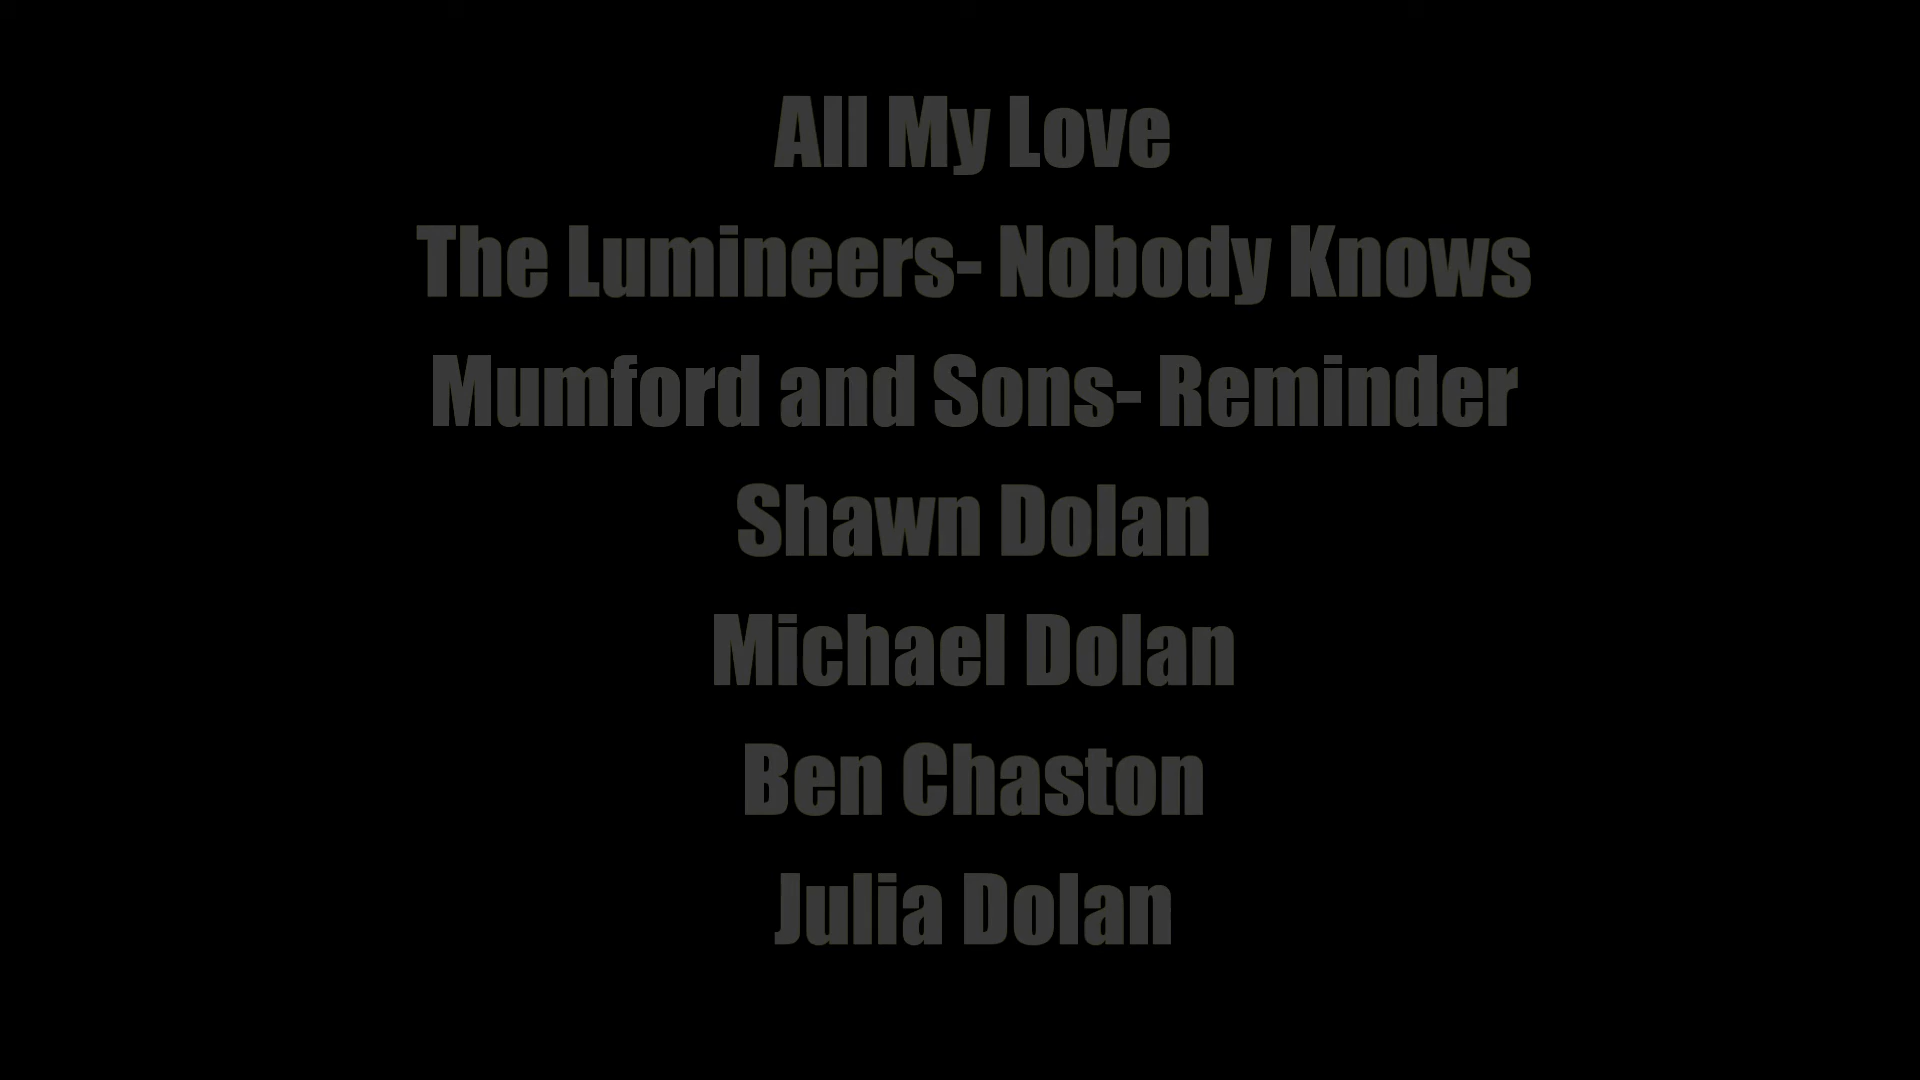 All My Love
The Lumineers- Nobody Knows
Mumford and Sons- Reminder
Shawn Dolan
Michael Dolan
Ben Chaston
Julia Dolan